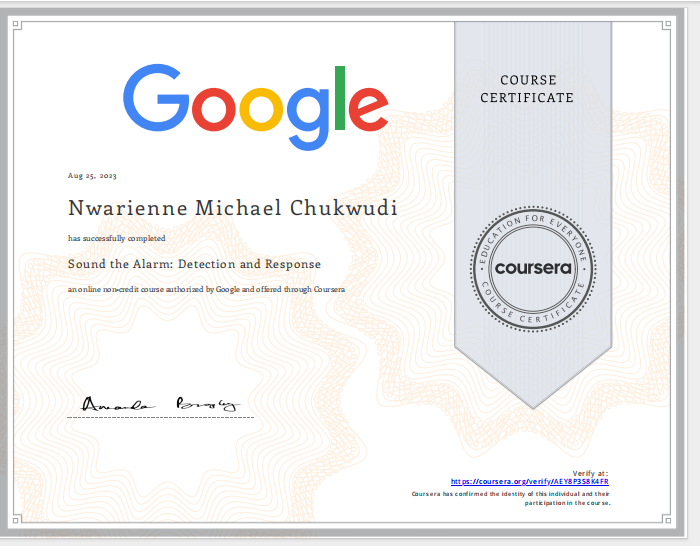 Google
COURSE
CERTIFICATE
Aug 25, 2023
Nwarienne Michael Chukwudi
has successfully completed
Sound the Alarm: Detection and Response
an online non-credit course authorized by Google and offered through Coursera
EDUCATION FOR EVERYONE
coursera
COURSE CERTIFICATE
Verify at:
https://coursera.org/verify/AEY8P3S8K4FR
Coursera has confirmed the identity of this individual and their
participation in the course.